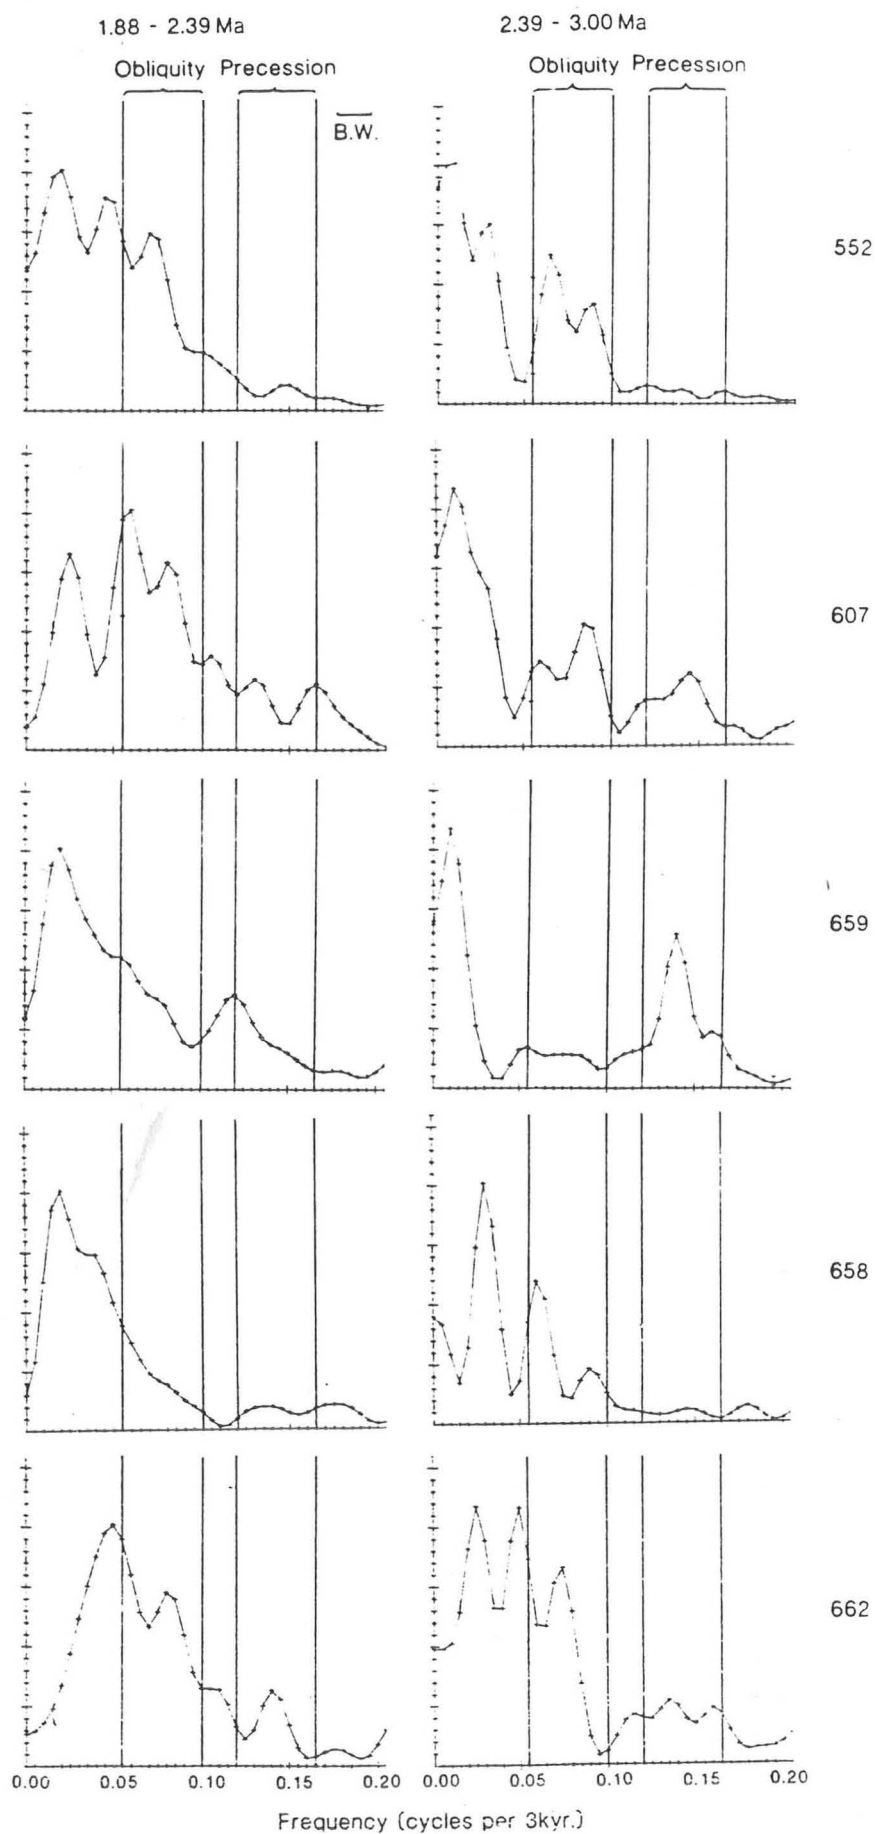 1.88 - 2.39 Ma 2.39 - 3.00 Ma
Obliquity Precession Obliquity Precession
B.W.
552
607
659
658
662
0.00 0.05 0.10 0.15 0.20 0.00 0.05 0.10 0.15 0.20
Frequency (cycles per 3kyr.)